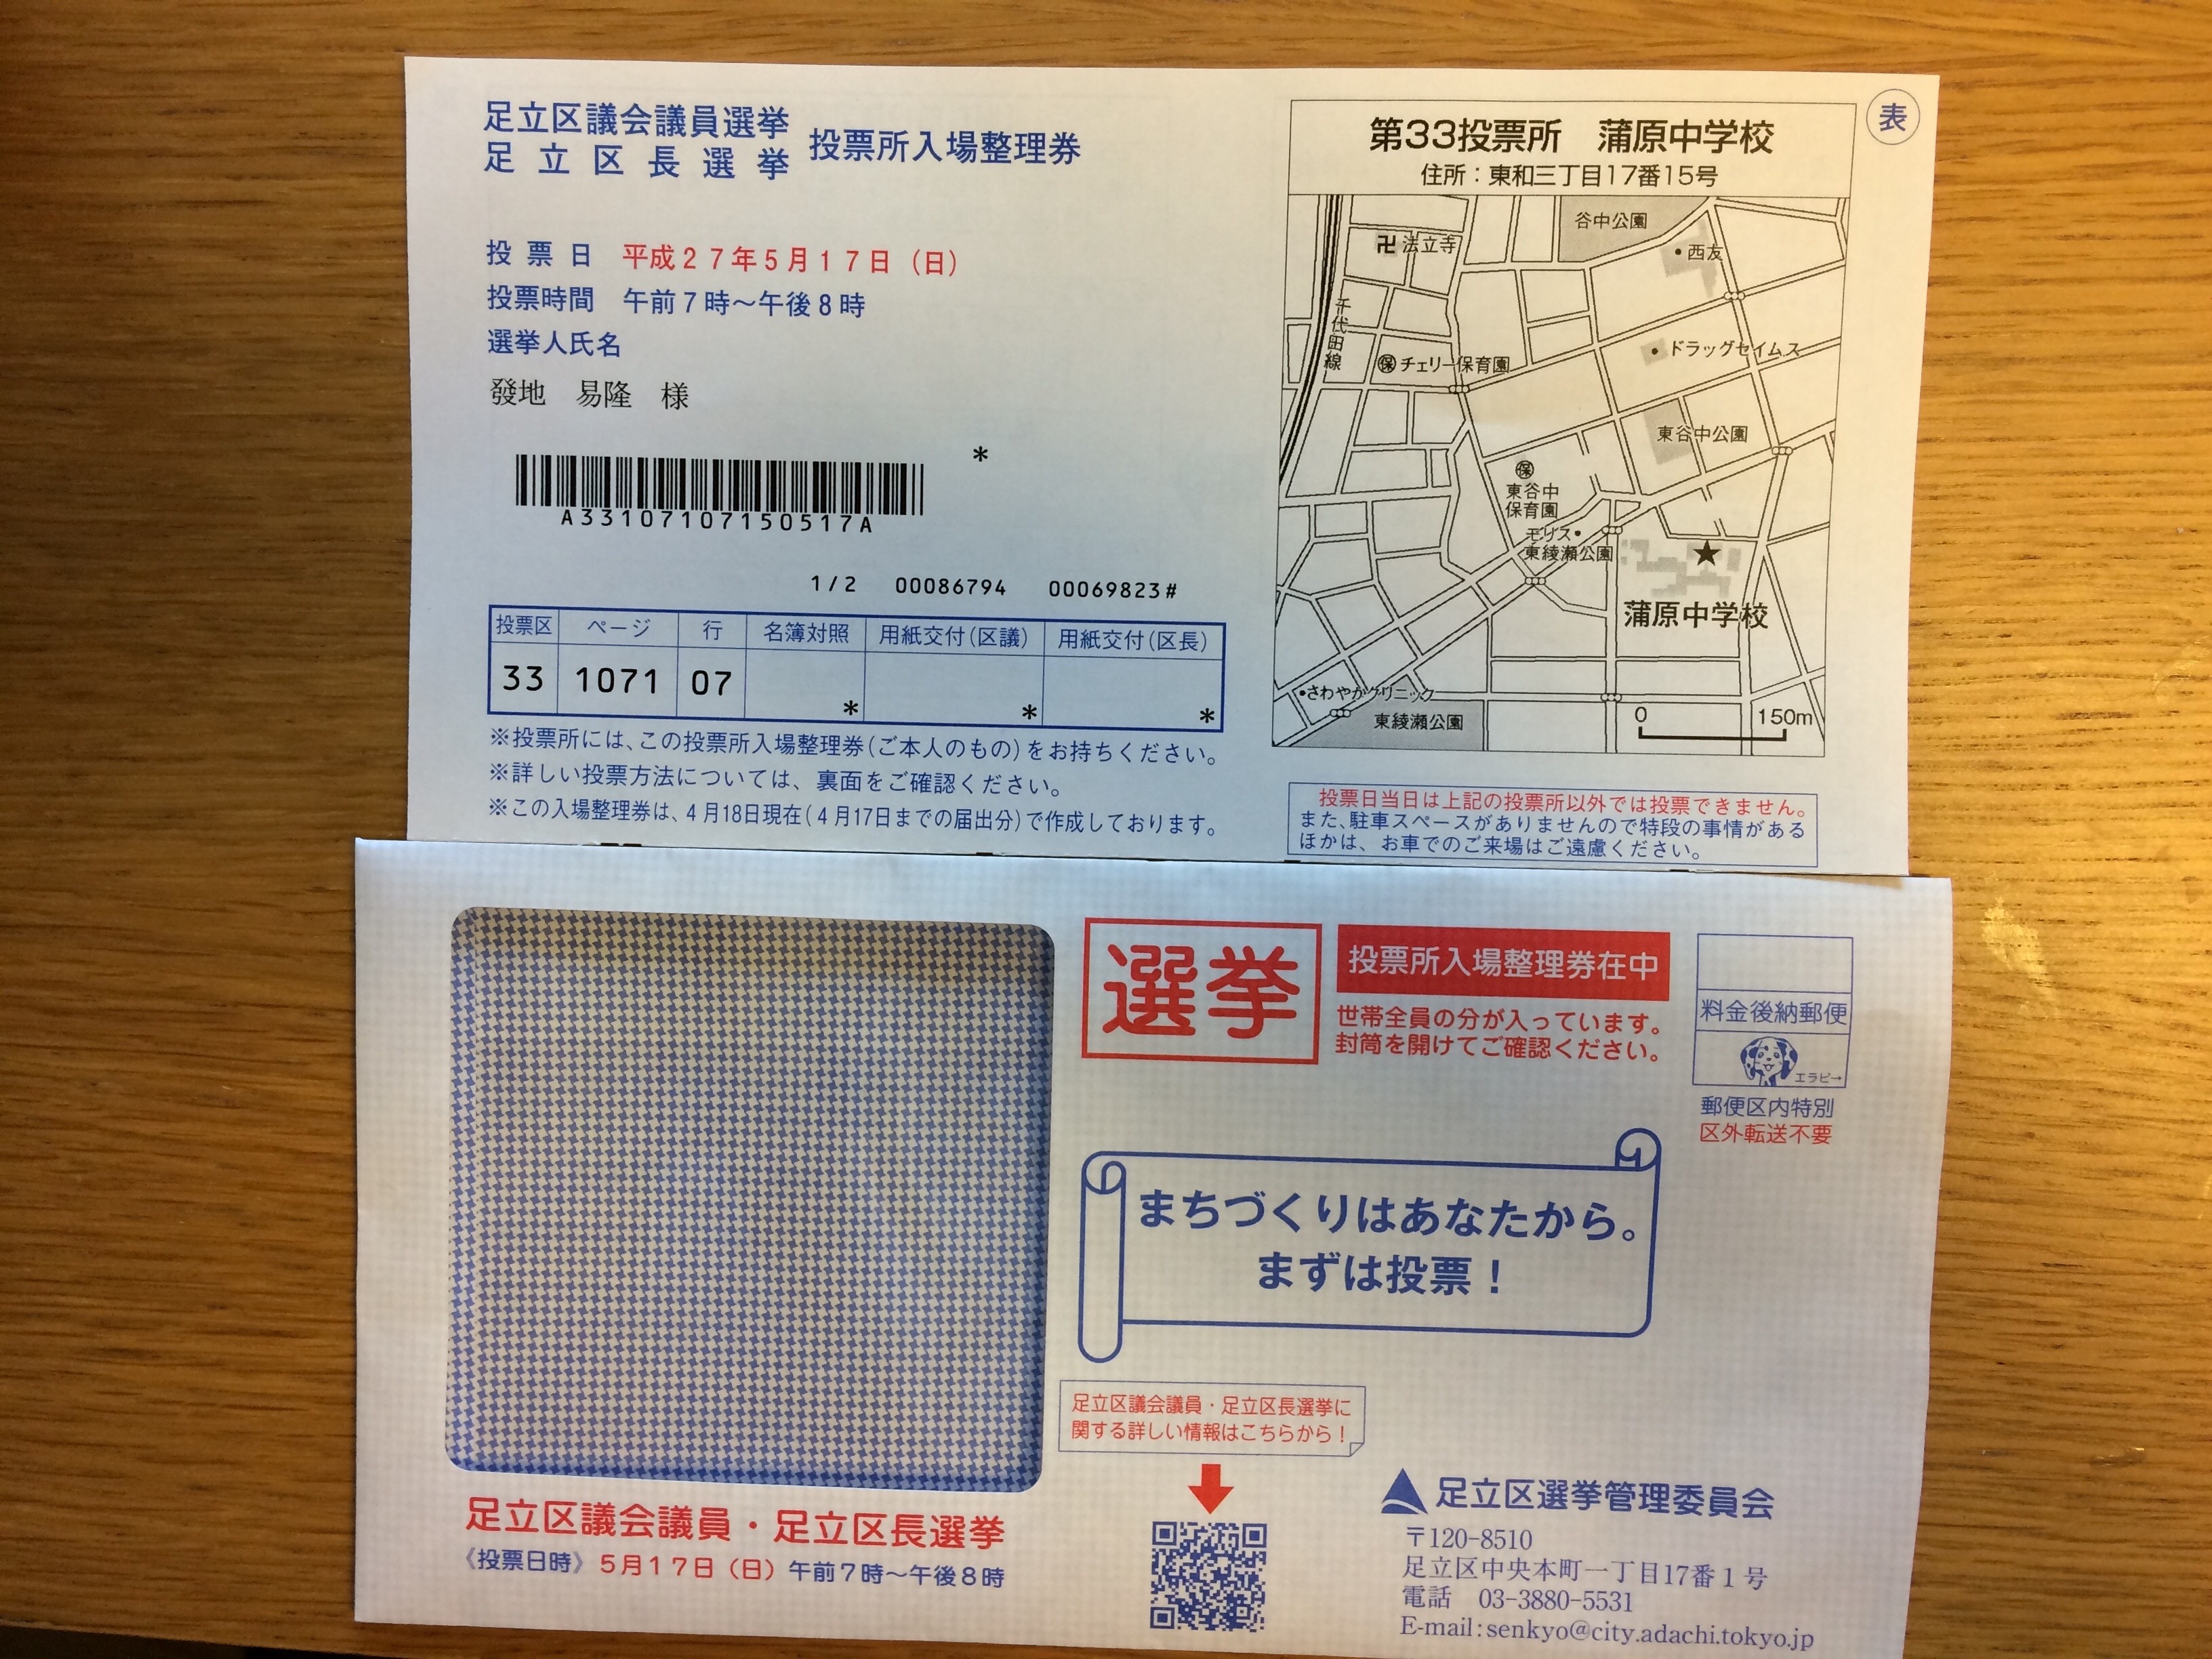 足立区議会議員選挙
足立区長選挙
投票所入場整理券
投票日 平成27年5月17日（日）
投票時間 午前7時～午後8時
選挙人氏名
發地 易隆 様
*
A331071071505​17A
1/2 00086794 00069823#
投票区 ページ 行 名簿対照 用紙交付(区議) 用紙交付(区長)
33 1071 07 * * *
※投票所には、この投票所入場整理券(ご本人のもの)をお持ちください。
※詳しい投票方法については、裏面をご確認ください。
※この入場整理券は、4月18日現在(4月17日までの届出分)で作成しております。
表
第33投票所 蒲原中学校
住所：東和三丁目17番15号
谷中公園
卍法立寺
・西友
千代田線
・ドラッグセイムス
保チェリー保育園
東谷中公園
保
東谷中
保育園
モリス・
東綾瀬公園
★
蒲原中学校
・さわやかクリニック
東綾瀬公園
0 150m
投票日当日は上記の投票所以外では投票できません。
また、駐車スペースがありませんので特段の事情がある
ほかは、お車でのご来場はご遠慮ください。
選挙
投票所入場整理券在中
世帯全員の分が入っています。
封筒を開けてご確認ください。
料金後納郵便
エラビー
郵便区内特別
区外転送不要
まちづくりはあなたから。
まずは投票！
足立区議会議員・足立区長選挙に
関する詳しい情報はこちらから！
足立区議会議員・足立区長選挙
《投票日時》5月17日（日）午前7時～午後8時
足立区選挙管理委員会
〒120-8510
足立区中央本町一丁目17番1号
電話 03-3880-5531
E-mail:senkyo@city.adachi.tokyo.jp